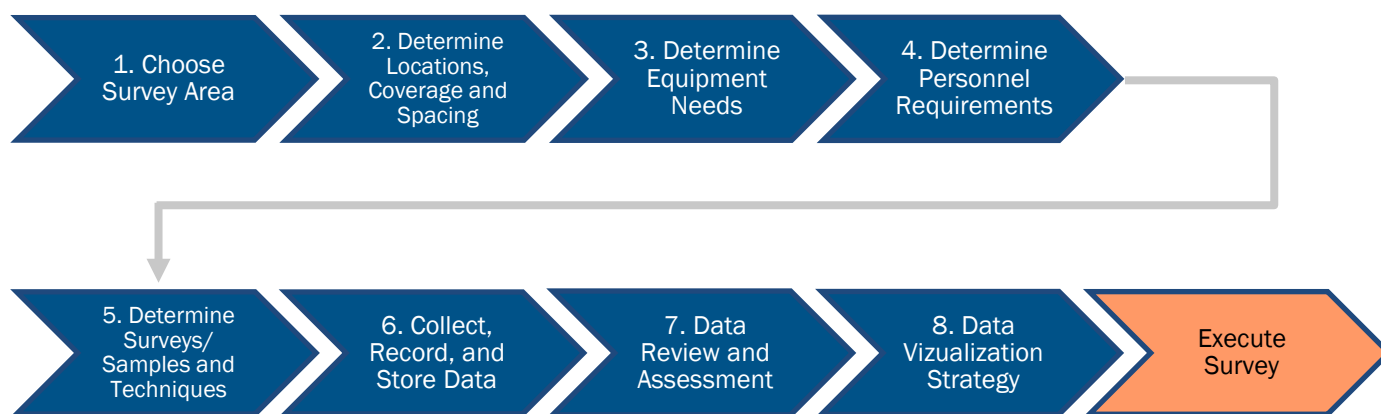 1. Choose
Survey Area
2. Determine
Locations,
Coverage and
Spacing
3. Determine
Equipment
Needs
4. Determine
Personnel
Requirements
5. Determine
Surveys/
Samples and
Techniques
6. Collect,
Record, and
Store Data
7. Data
Review and
Assessment
8. Data
Vizualization
Strategy
Execute
Survey